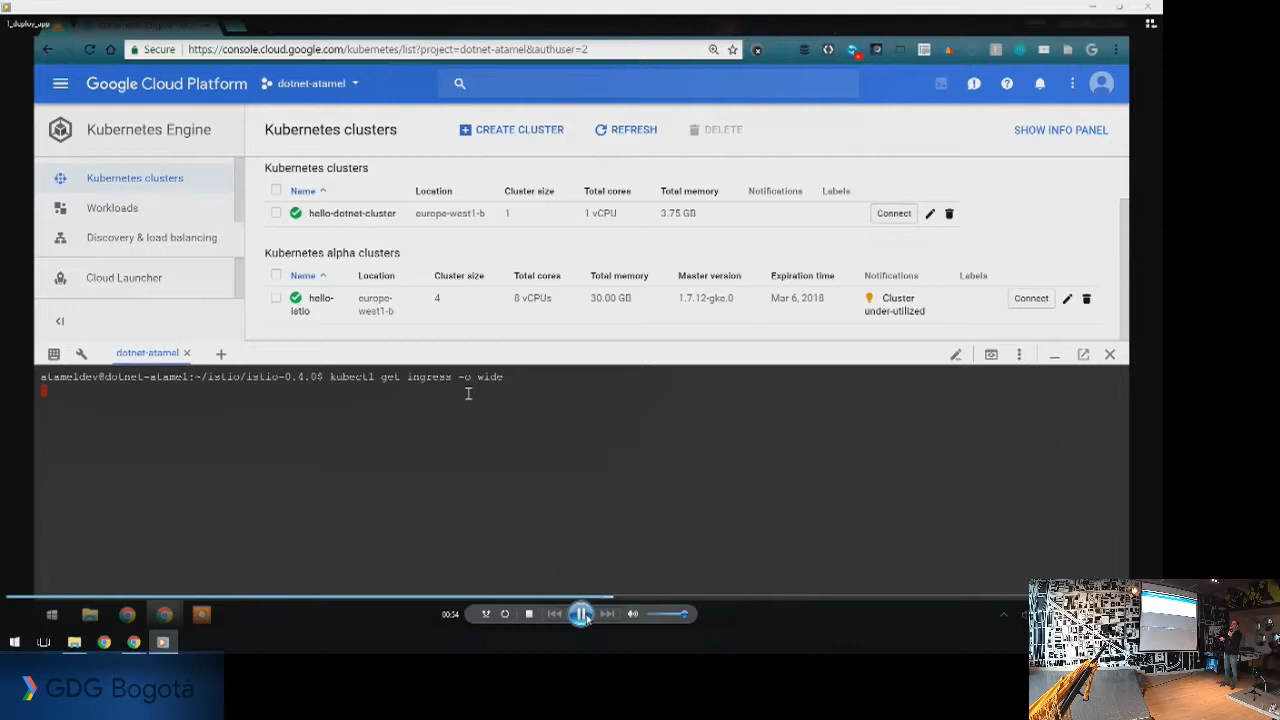 1_deploy_app
Secure
https://console.cloud.google.com/kubernetes/list?project=dotnet-atamel&authuser=2
Google Cloud Platform
dotnet-atamel
Kubernetes Engine
Kubernetes clusters
CREATE CLUSTER
REFRESH
DELETE
SHOW INFO PANEL
Kubernetes clusters
Workloads
Discovery & load balancing
Cloud Launcher
Kubernetes clusters
Name Location Cluster size Total cores Total memory Notifications Labels
hello-dotnet-cluster europe-west1-b 1 1 vCPU 3.75 GB Connect
Kubernetes alpha clusters
Name Location Cluster size Total cores Total memory Master version Expiration time Notifications Labels
hello- europe- 4 8 vCPUs 30.00 GB 1.7.12-gke.0 Mar 6, 2018 Cluster Connect
istio west1-b under-utilized
dotnet-atamel
atameldev@dotnet-atamel:~/istio/istio-0.4.0$ kubectl get ingress -o wide
00:54
GDG Bogotá